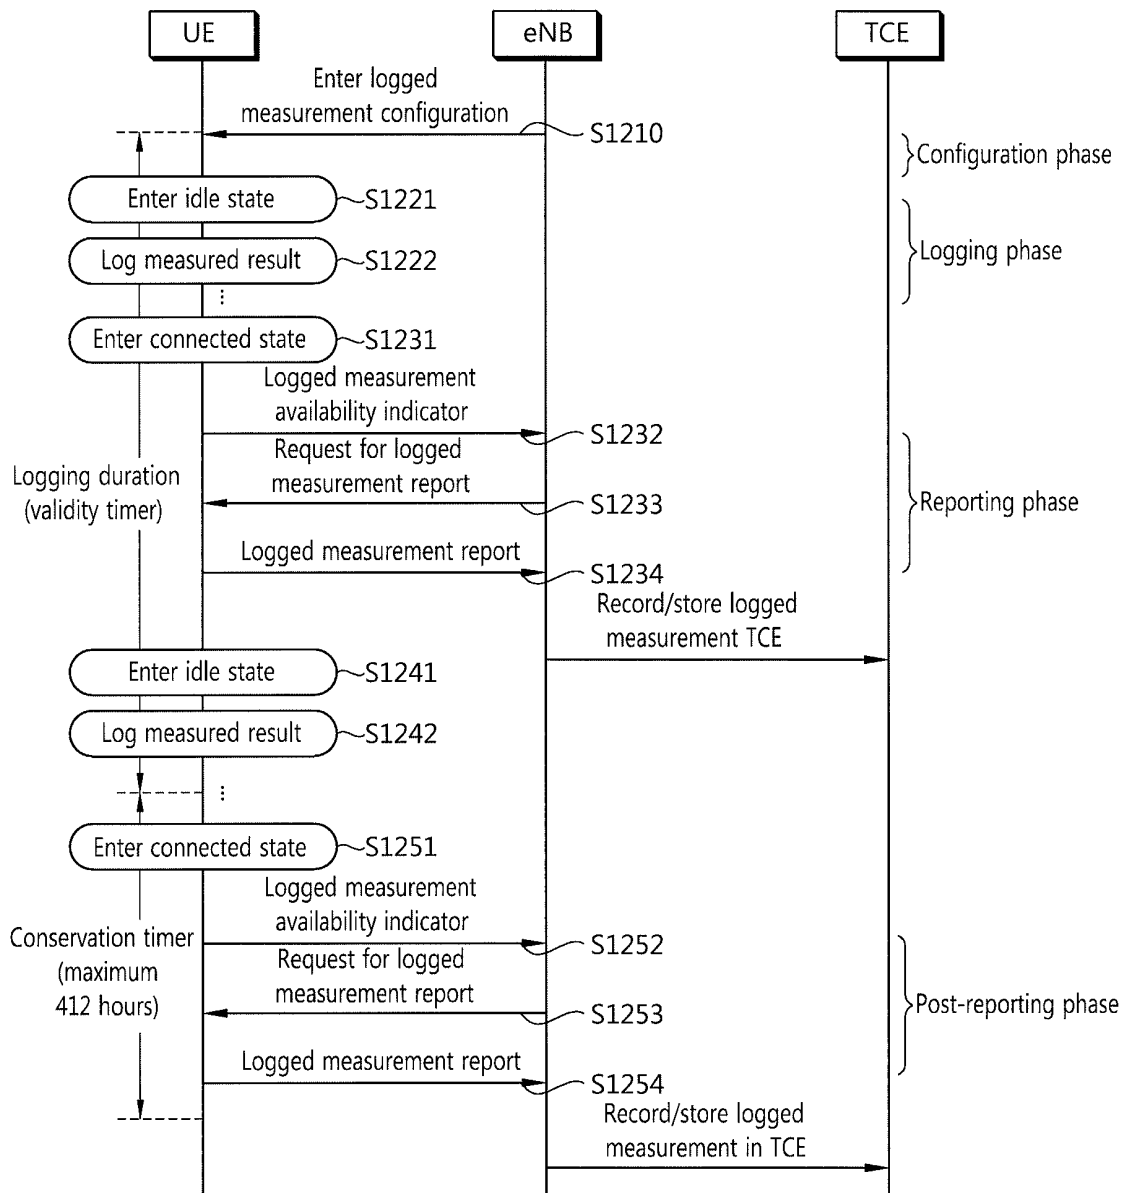 UE
eNB
TCE
Enter logged
measurement configuration
S1210
Configuration phase
Enter idle state
S1221
Logging phase
Log measured result
S1222
⋮
Enter connected state
S1231
Logged measurement
availability indicator
S1232
Request for logged
measurement report
S1233
Logging duration
(validity timer)
Reporting phase
Logged measurement report
S1234
Record/store logged
measurement TCE
Enter idle state
S1241
Log measured result
S1242
⋮
Enter connected state
S1251
Logged measurement
availability indicator
S1252
Conservation timer
(maximum
412 hours)
Request for logged
measurement report
S1253
Post-reporting phase
Logged measurement report
S1254
Record/store logged
measurement in TCE